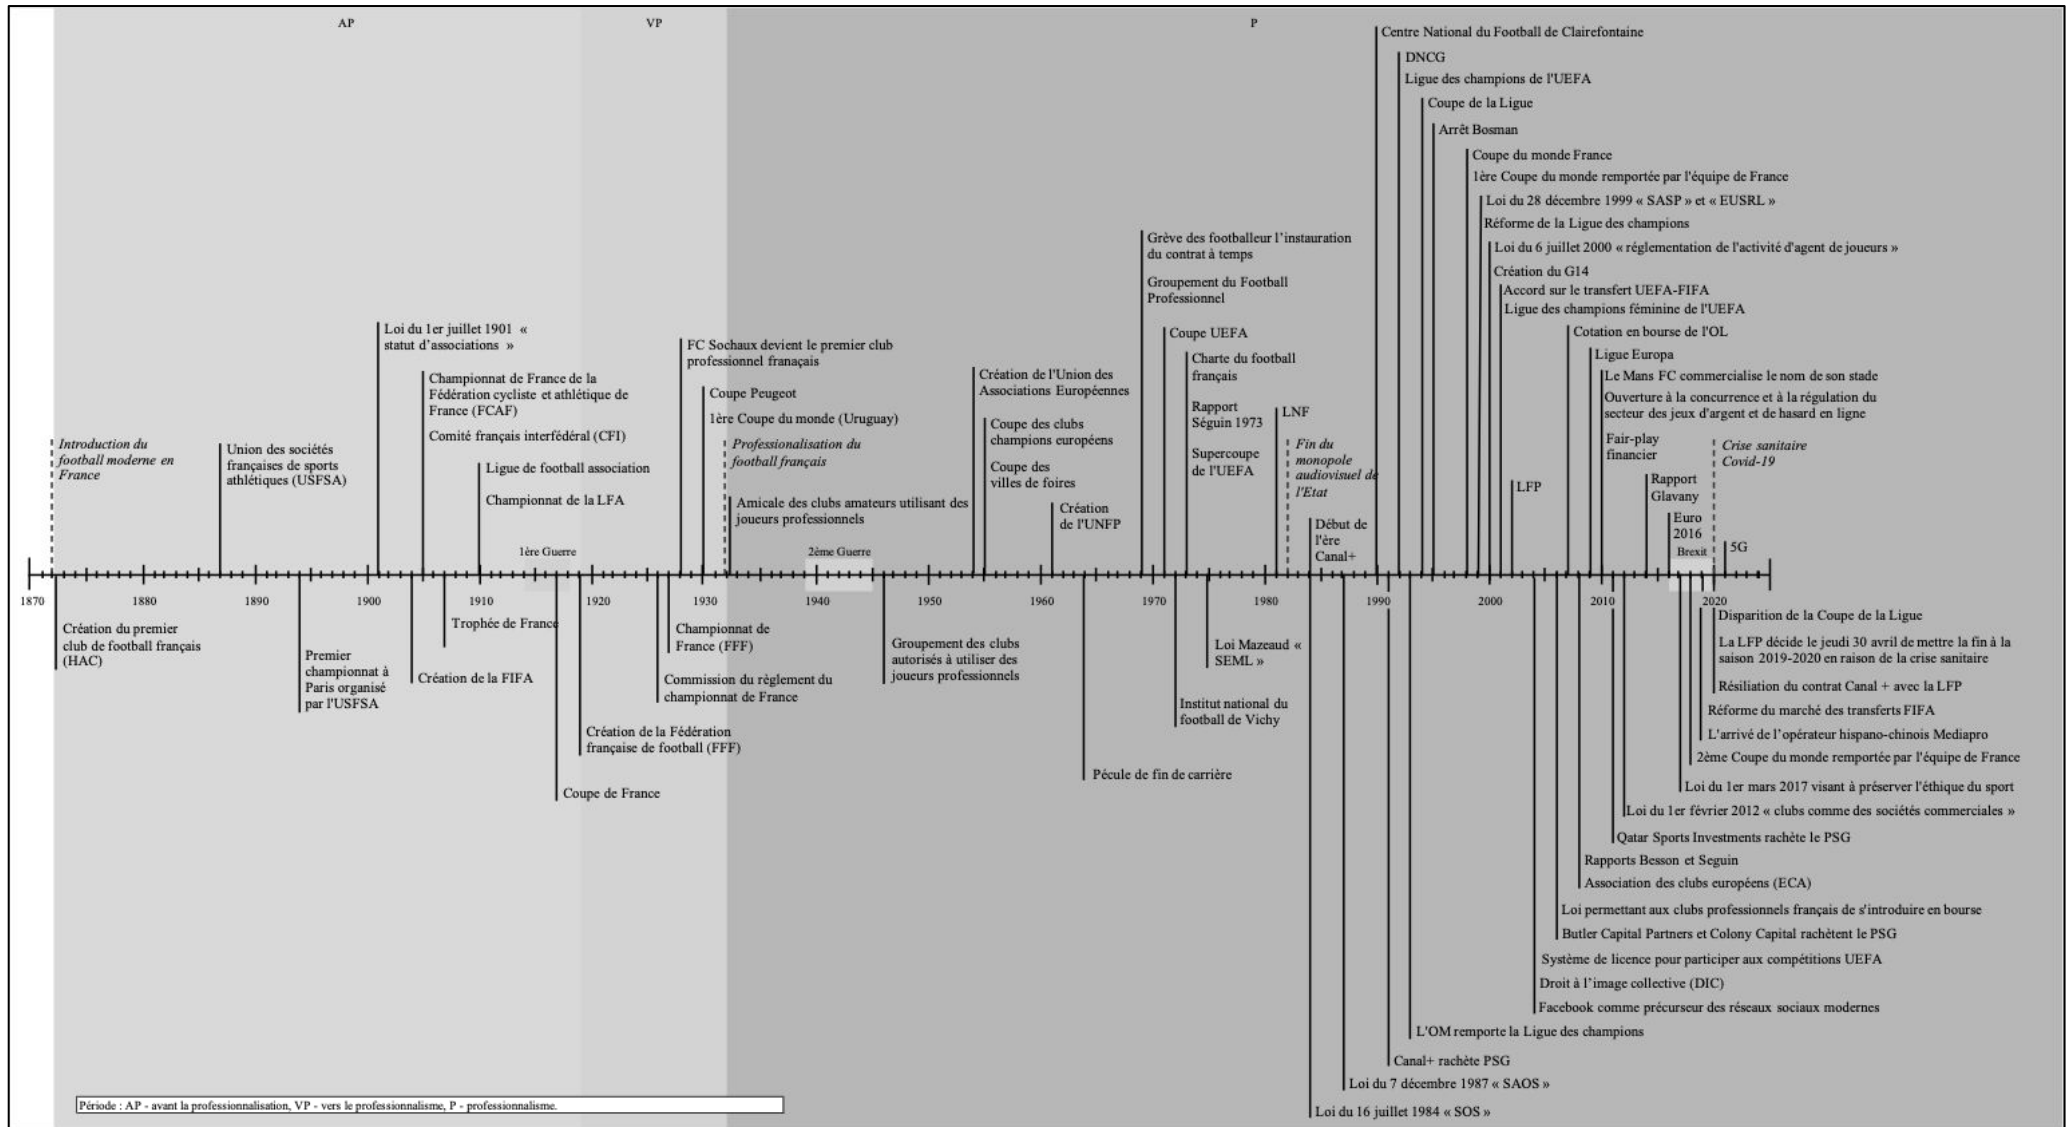 AP
VP
P
Centre National du Football de Clairefontaine
DNCG
Ligue des champions de l'UEFA
Coupe de la Ligue
Arrêt Bosman
Coupe du monde France
1ère Coupe du monde remportée par l'équipe de France
Loi du 28 décembre 1999 « SASP » et « EUSRL »
Réforme de la Ligue des champions
Loi du 6 juillet 2000 « réglementation de l'activité d'agent de joueurs »
Création du G14
Accord sur le transfert UEFA-FIFA
Ligue des champions féminine de l'UEFA
Cotation en bourse de l'OL
Ligue Europa
Le Mans FC commercialise le nom de son stade
Ouverture à la concurrence et à la régulation du
secteur des jeux d'argent et de hasard en ligne
Fair-play
financier
Crise sanitaire
Covid-19
Rapport
Glavany
LFP
Euro
2016
Brexit
5G
Grève des footballeur l’instauration
du contrat à temps
Groupement du Football
Professionnel
Coupe UEFA
Charte du football
français
Rapport
Séguin 1973
Supercoupe
de l'UEFA
LNF
Fin du
monopole
audiovisuel de
l'Etat
Début de
l'ère
Canal+
Création de l'Union des
Associations Européennes
Coupe des clubs
champions européens
Coupe des
villes de foires
Création
de l'UNFP
FC Sochaux devient le premier club
professionnel franaçais
Coupe Peugeot
1ère Coupe du monde (Uruguay)
Professionalisation du
football français
Amicale des clubs amateurs utilisant des
joueurs professionnels
2ème Guerre
Loi du 1er juillet 1901 «
statut d’associations »
Championnat de France de la
Fédération cycliste et athlétique de
France (FCAF)
Comité français interfédéral (CFI)
Ligue de football association
Championnat de la LFA
1ère Guerre
Introduction du
football moderne en
France
Union des sociétés
françaises de sports
athlétiques (USFSA)
1870
1880
1890
1900
1910
1920
1930
1940
1950
1960
1970
1980
1990
2000
2010
2020
Création du premier
club de football français
(HAC)
Premier
championnat à
Paris organisé
par l'USFSA
Trophée de France
Création de la FIFA
Championnat de
France (FFF)
Commission du règlement du
championnat de France
Création de la Fédération
française de football (FFF)
Coupe de France
Groupement des clubs
autorisés à utiliser des
joueurs professionnels
Pécule de fin de carrière
Loi Mazeaud «
SEML »
Institut national du
football de Vichy
Disparition de la Coupe de la Ligue
La LFP décide le jeudi 30 avril de mettre la fin à la
saison 2019-2020 en raison de la crise sanitaire
Résiliation du contrat Canal + avec la LFP
Réforme du marché des transferts FIFA
L'arrivé de l’opérateur hispano-chinois Mediapro
2ème Coupe du monde remportée par l'équipe de France
Loi du 1er mars 2017 visant à préserver l'éthique du sport
Loi du 1er février 2012 « clubs comme des sociétés commerciales »
Qatar Sports Investments rachète le PSG
Rapports Besson et Seguin
Association des clubs européens (ECA)
Loi permettant aux clubs professionnels français de s'introduire en bourse
Butler Capital Partners et Colony Capital rachètent le PSG
Système de licence pour participer aux compétitions UEFA
Droit à l’image collective (DIC)
Facebook comme précurseur des réseaux sociaux modernes
L'OM remporte la Ligue des champions
Canal+ rachète PSG
Loi du 7 décembre 1987 « SAOS »
Loi du 16 juillet 1984 « SOS »
Période : AP - avant la professionnalisation, VP - vers le professionnalisme, P - professionnalisme.